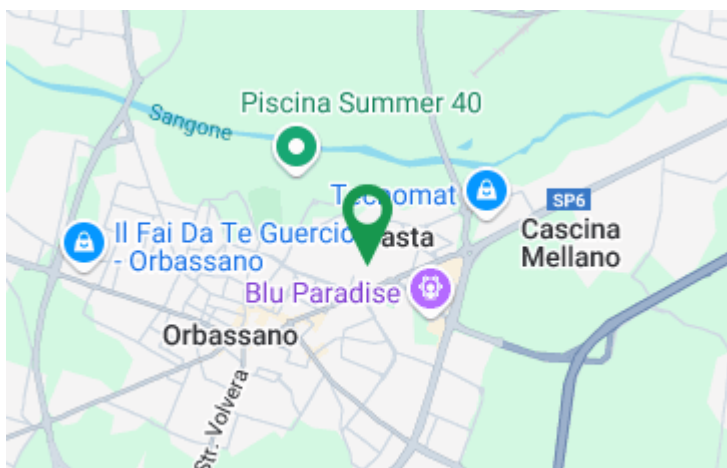 Sangone
Piscina Summer 40
Tecnomat
SP6
Il Fai Da Te Guercio
- Orbassano
asta
Cascina
Mellano
Blu Paradise
Orbassano
Str. Volvera